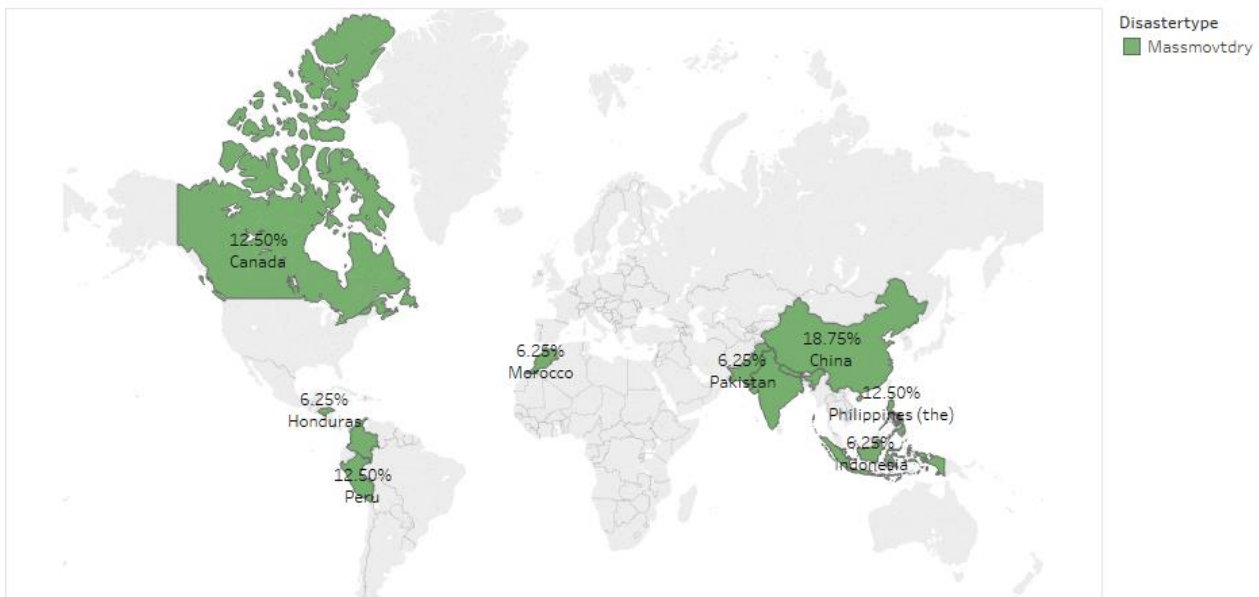 Disastertype
Massmovtdry
12.50%
Canada
18.75%
China
6.25%
Morocco
6.25%
Pakistan
12.50%
Philippines (the)
6.25%
Honduras
6.25%
Indonesia
12.50%
Peru